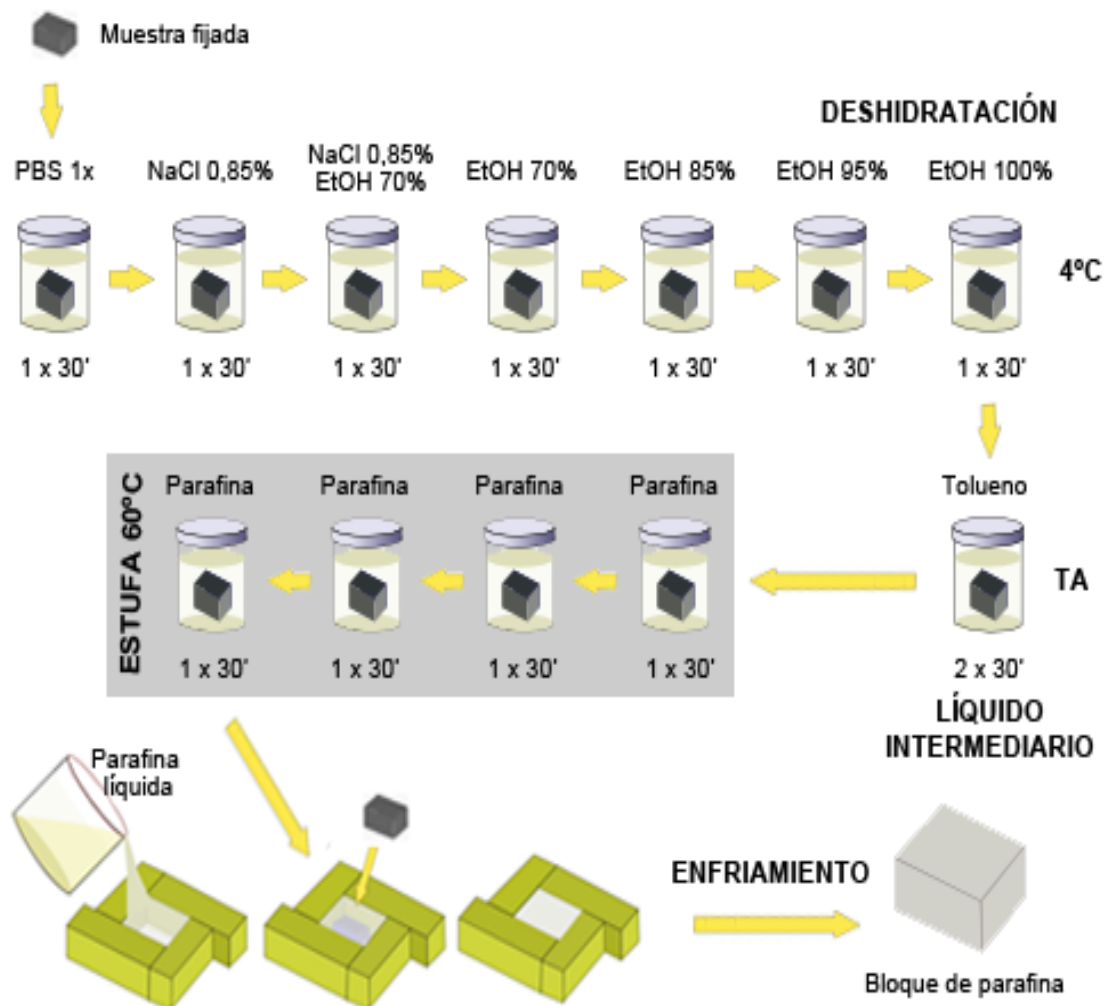 Muestra fijada
DESHIDRATACIÓN
PBS 1x
NaCl 0,85%
NaCl 0,85%
EtOH 70%
EtOH 70%
EtOH 85%
EtOH 95%
EtOH 100%
4ºC
1 x 30'
1 x 30'
1 x 30'
1 x 30'
1 x 30'
1 x 30'
1 x 30'
ESTUFA 60ºC
Parafina
Parafina
Parafina
Parafina
Tolueno
TA
1 x 30'
1 x 30'
1 x 30'
1 x 30'
2 x 30'
LÍQUIDO
INTERMEDIARIO
Parafina
líquida
ENFRIAMIENTO
Bloque de parafina